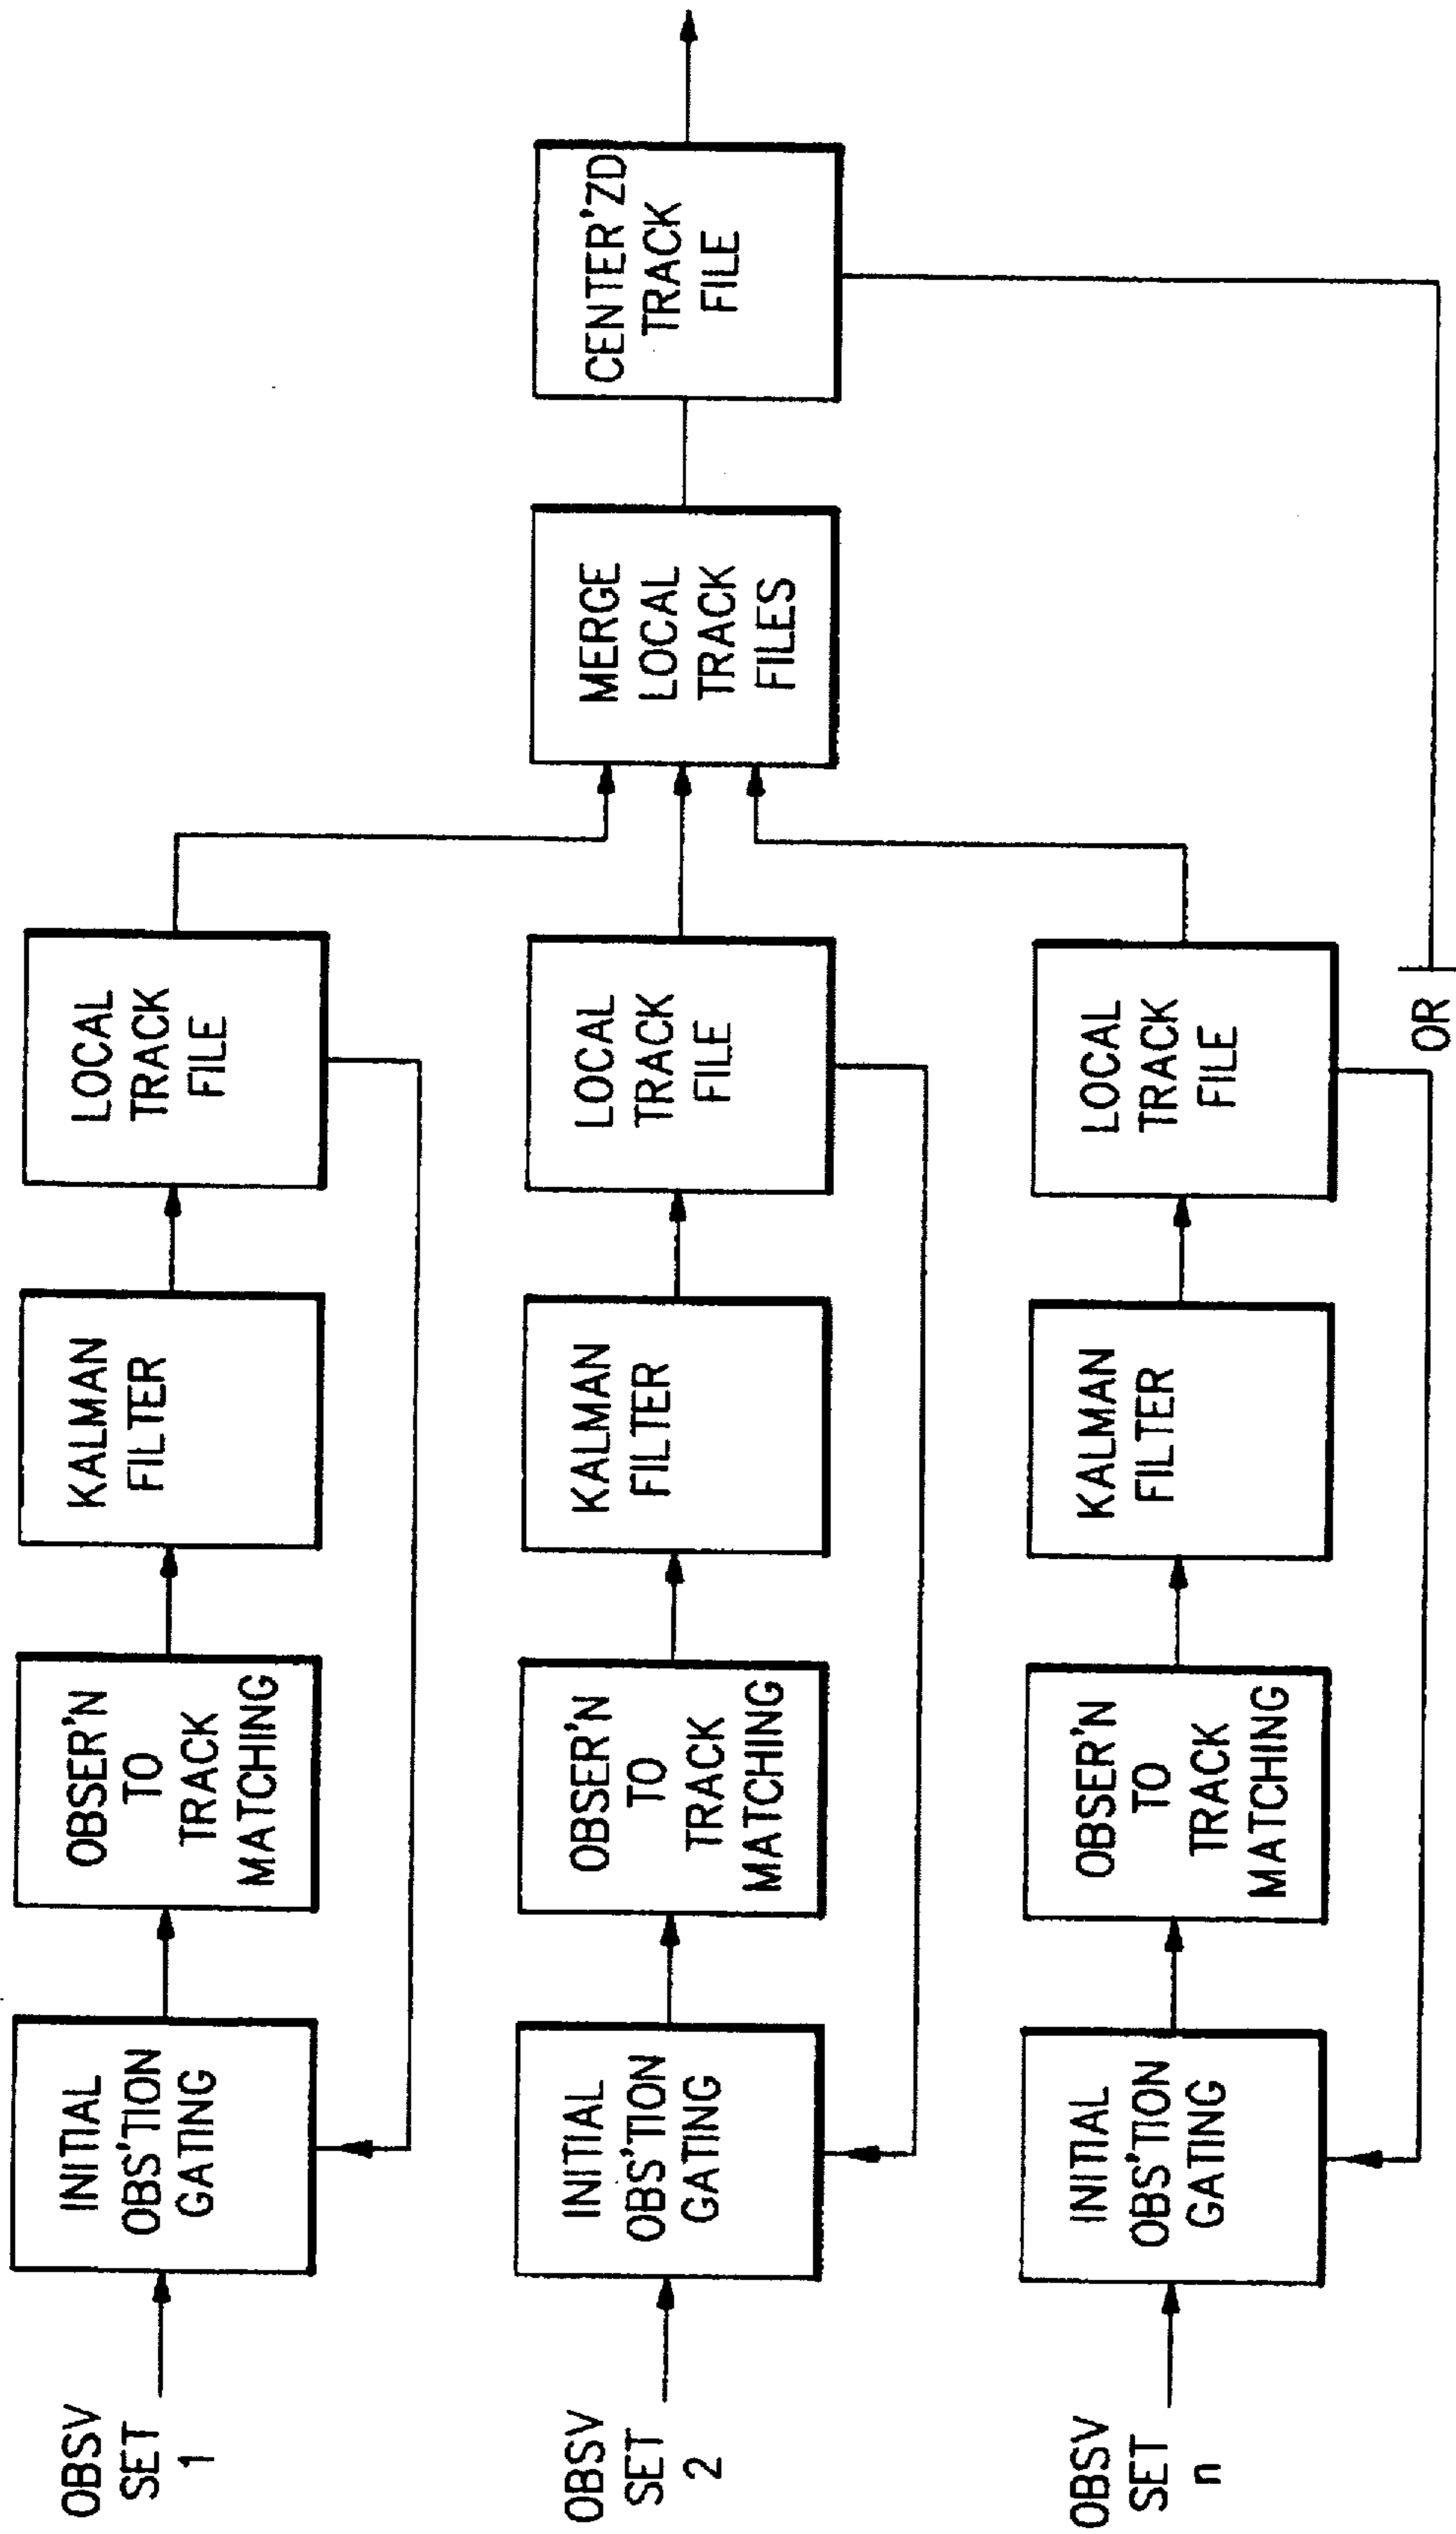 OBSV
SET
1
INITIAL
OBS'TION
GATING
OBSER'N
TO
TRACK
MATCHING
KALMAN
FILTER
LOCAL
TRACK
FILE
OBSV
SET
2
INITIAL
OBS'TION
GATING
OBSER'N
TO
TRACK
MATCHING
KALMAN
FILTER
LOCAL
TRACK
FILE
MERGE
LOCAL
TRACK
FILES
CENTER'ZD
TRACK
FILE
OBSV
SET
n
INITIAL
OBS'TION
GATING
OBSER'N
TO
TRACK
MATCHING
KALMAN
FILTER
LOCAL
TRACK
FILE
OR